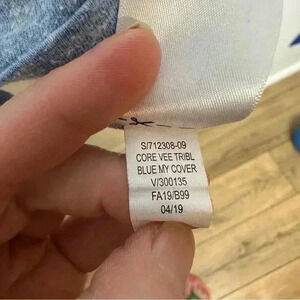 S/712308-09
CORE VEE TRIBL
BLUE MY COVER
V/300135
FA19/B99
04/19